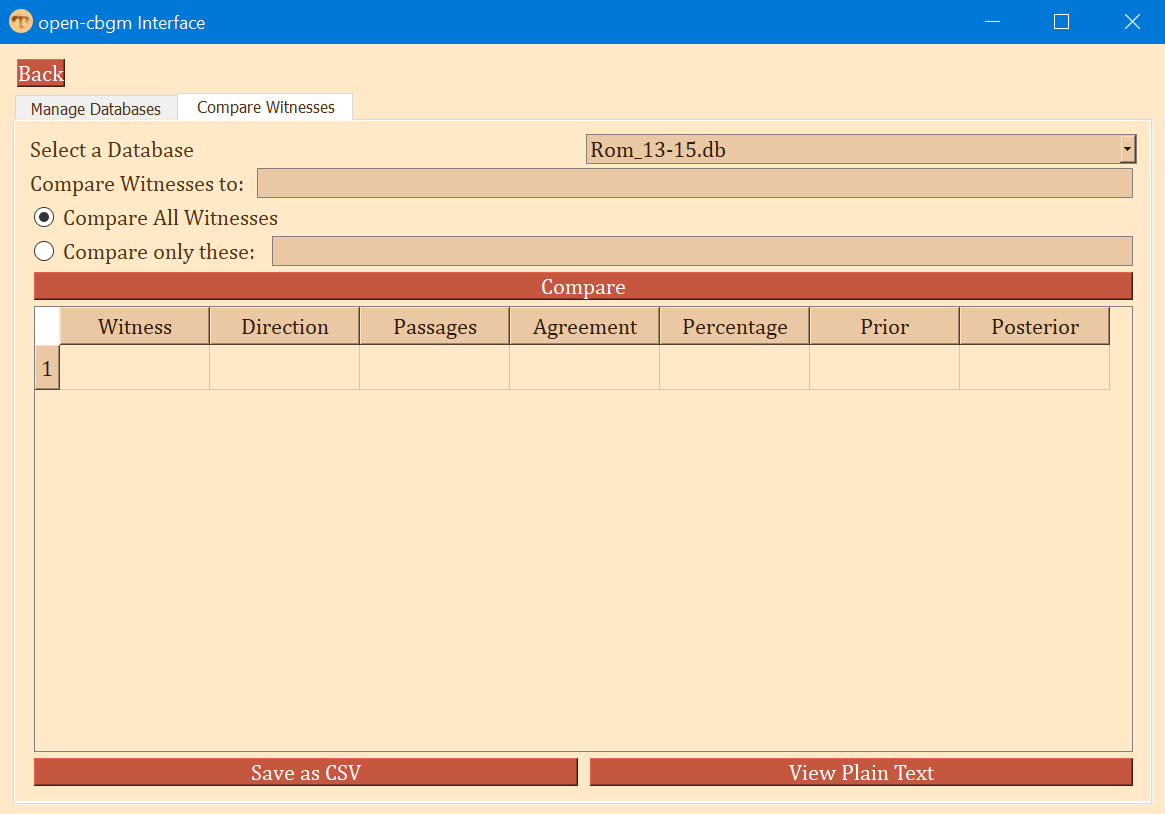 open-cbgm Interface
Back
Manage Databases Compare Witnesses
Select a Database Rom_13-15.db
Compare Witnesses to:
Compare All Witnesses
Compare only these:
Compare
Witness Direction Passages Agreement Percentage Prior Posterior
1
Save as CSV View Plain Text